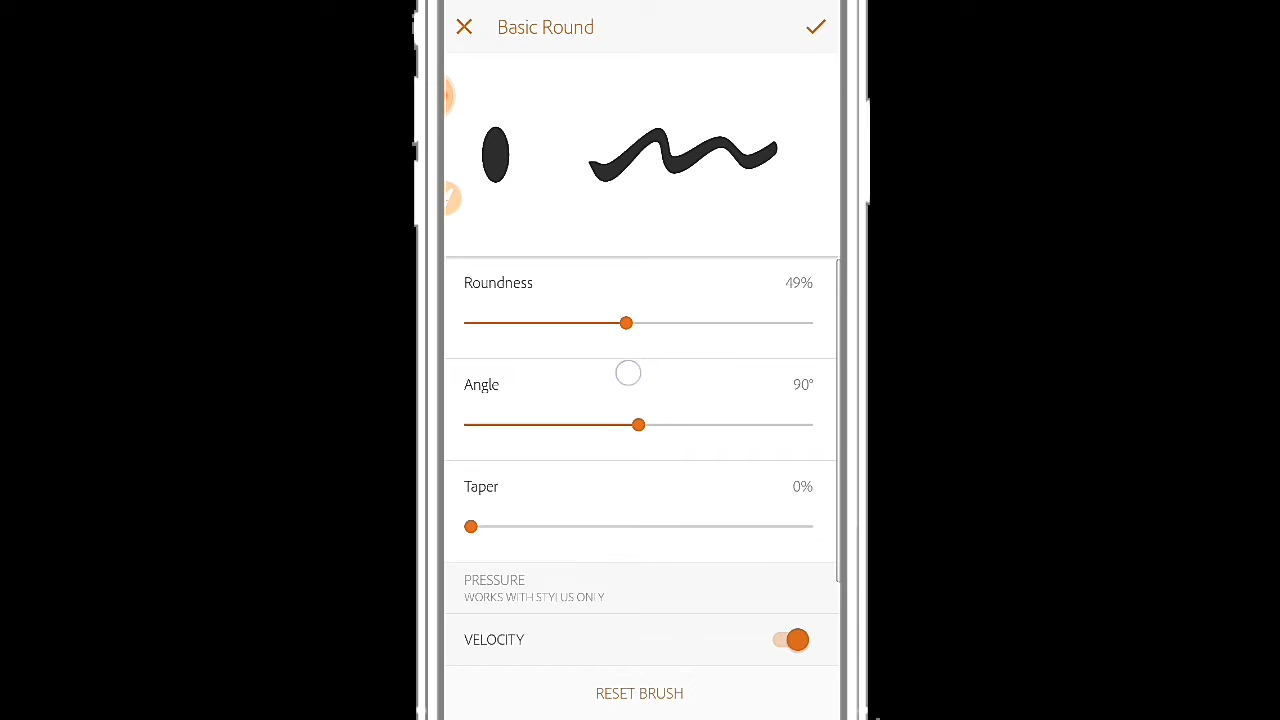 Basic Round
Roundness 49%
Angle 90°
Taper 0%
PRESSURE
WORKS WITH STYLUS ONLY
VELOCITY
RESET BRUSH